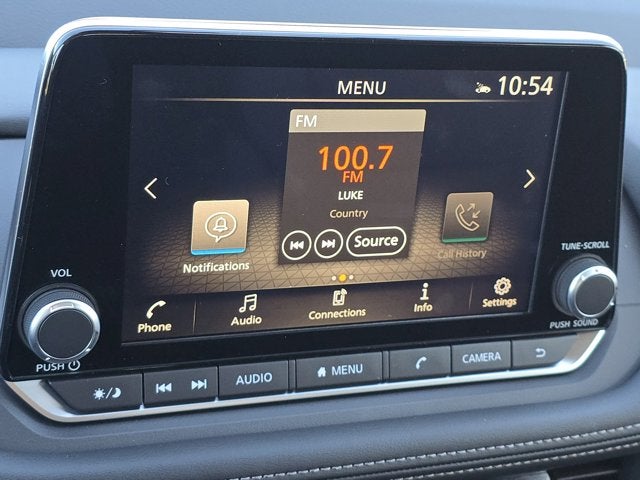 MENU
10:54
FM
100.7
FM
LUKE
Country
Source
Notifications
Call History
Phone
Audio
Connections
Info
Settings
VOL
PUSH
TUNE·SCROLL
PUSH SOUND
AUDIO
MENU
CAMERA